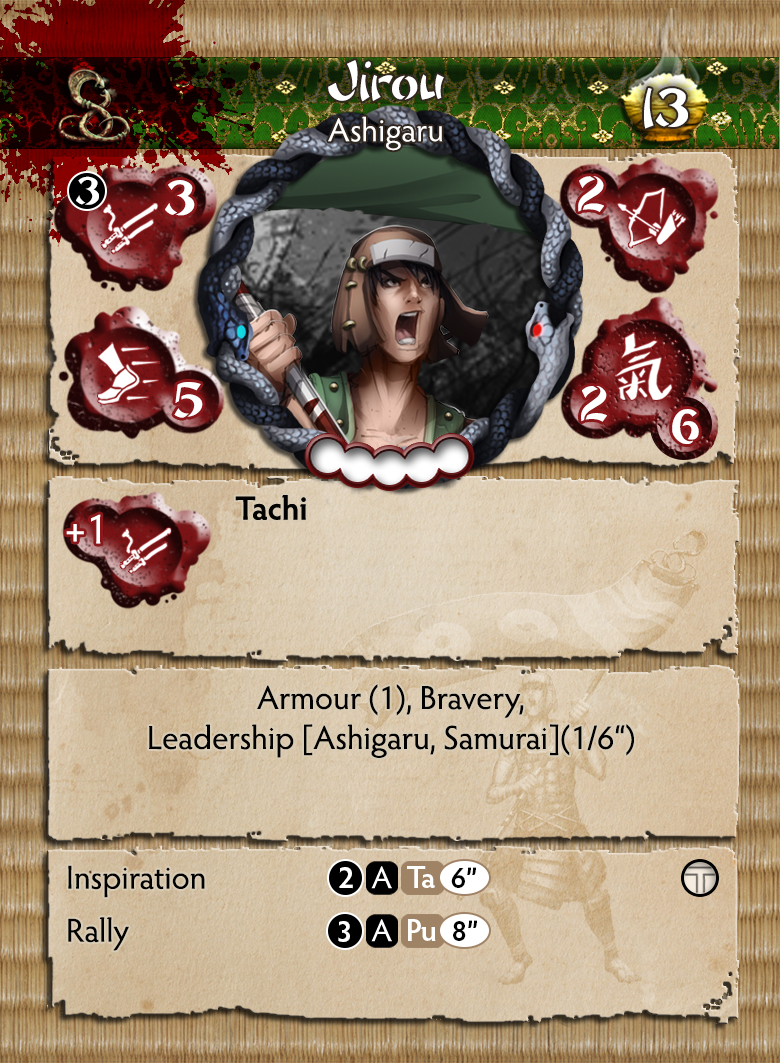 Jirou
13
Ashigaru
3 3
2
5
氣
2
6
+1
Tachi
Armour (1), Bravery,
Leadership [Ashigaru, Samurai](1/6“)
Inspiration 2 A Ta 6”
Rally 3 A Pu 8”